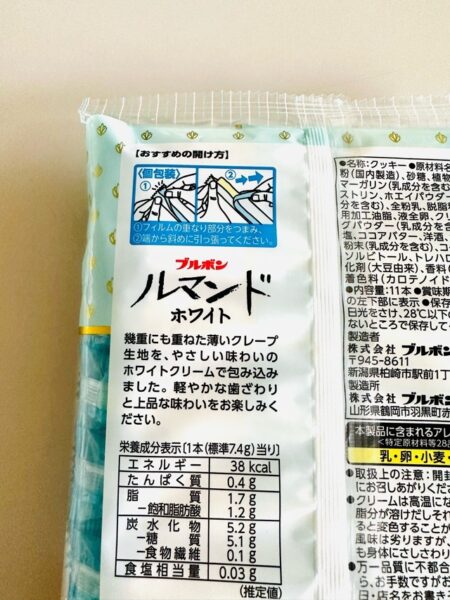 【おすすめの開け方】
〈個包装〉
① ②
①フィルムの重なり部分をつまみ、
②端から斜めに引っ張ってください。
ブルボン
ルマンド
ホワイト
幾重にも重ねた薄いクレープ
生地を、やさしい味わいの
ホワイトクリームで包み込み
ました。軽やかな歯ざわり
と上品な味わいをお楽しみ
ください。
栄養成分表示[1本(標準7.4g)当り]
エネルギー 38 kcal
たんぱく質 0.4 g
脂質 1.7 g
―飽和脂肪酸 1.2 g
炭水化物 5.2 g
―糖質 5.1 g
―食物繊維 0.1 g
食塩相当量 0.03 g
(推定値)
●名称:クッキー●原材料名
粉(国内製造)、砂糖、植物
マーガリン(乳成分を含む)
ストリン、ホエイパウダー
分を含む)、全粉乳、脱脂
用加工油脂、液全卵、クリ
グパウダー(乳成分を含む)
塩、ココアバター、洋酒、
粉末(乳成分を含む)、コー
ソルビトール、トレハロ
化剤(大豆由来)、香料(
着色料(カロテノイド
●内容量:11本●賞味期
の左下部に表示●保存
日光をさけ、28℃以下の
ないところで保存して
製造者
株式会社 ブルボン
〒945-8611
新潟県柏崎市駅前1丁
製造所
株式会社 ブルボ
山形県鶴岡市羽黒町赤
本製品に含まれるアレ
<特定原材料等28品
乳・卵・小麦・
●取扱上の注意:開封
にお召しあがりくだ
●クリームは高温にな
脂分が溶けだしそれ
ると変色することが
風味は劣りますが、
も身体にさしさわり
●万一品質に不都合
ら、お手数ですがお
日・店名をお書き